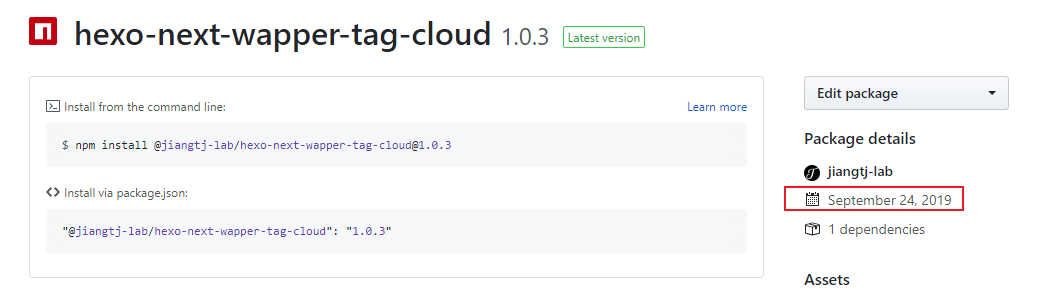 hexo-next-wapper-tag-cloud 1.0.3 Latest version
Install from the command line: Learn more
$ npm install @jiangtj-lab/hexo-next-wapper-tag-cloud@1.0.3
Install via package.json:
"@jiangtj-lab/hexo-next-wapper-tag-cloud": "1.0.3"
Edit package
Package details
jiangtj-lab
September 24, 2019
1 dependencies
Assets